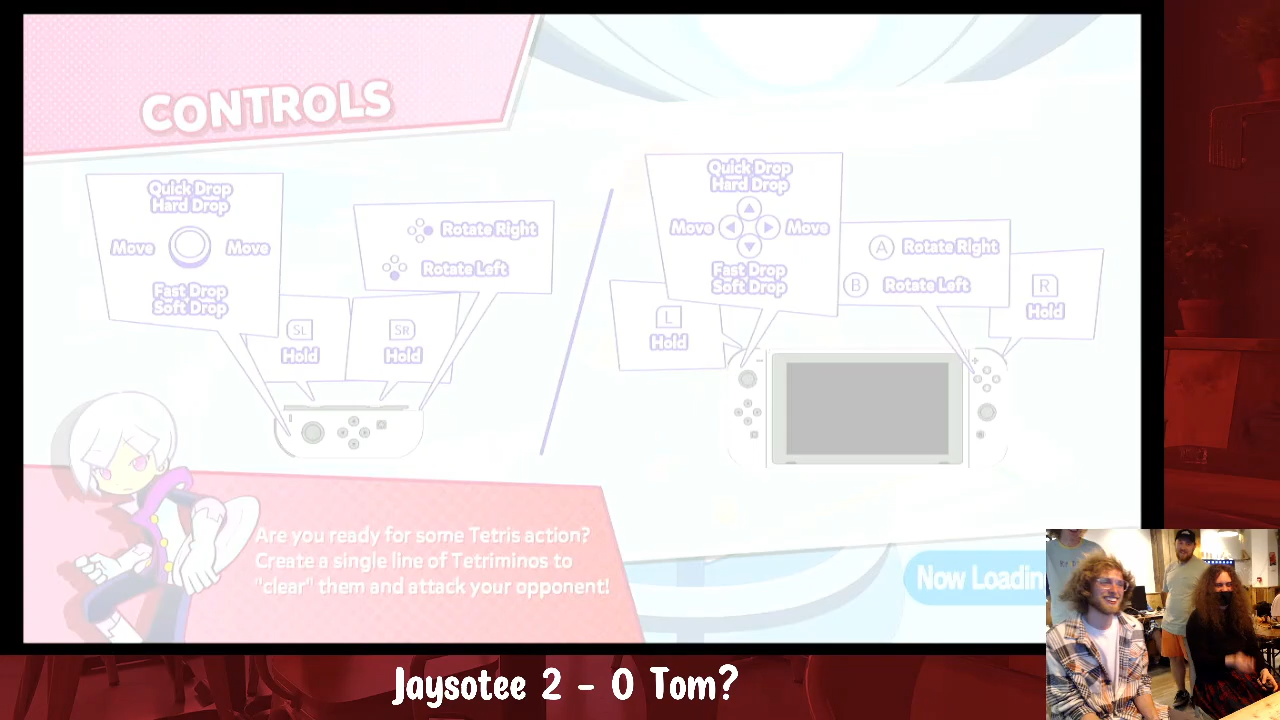 CONTROLS
Quick Drop
Hard Drop
Move
Move
Fast Drop
Soft Drop
Rotate Right
Rotate Left
SL
Hold
SR
Hold
Quick Drop
Hard Drop
Move
Move
Fast Drop
Soft Drop
A Rotate Right
B Rotate Left
L
Hold
R
Hold
Are you ready for some Tetris action?
Create a single line of Tetriminos to
"clear" them and attack your opponent!
Now Loadin
Jaysotee 2 - 0 Tom?